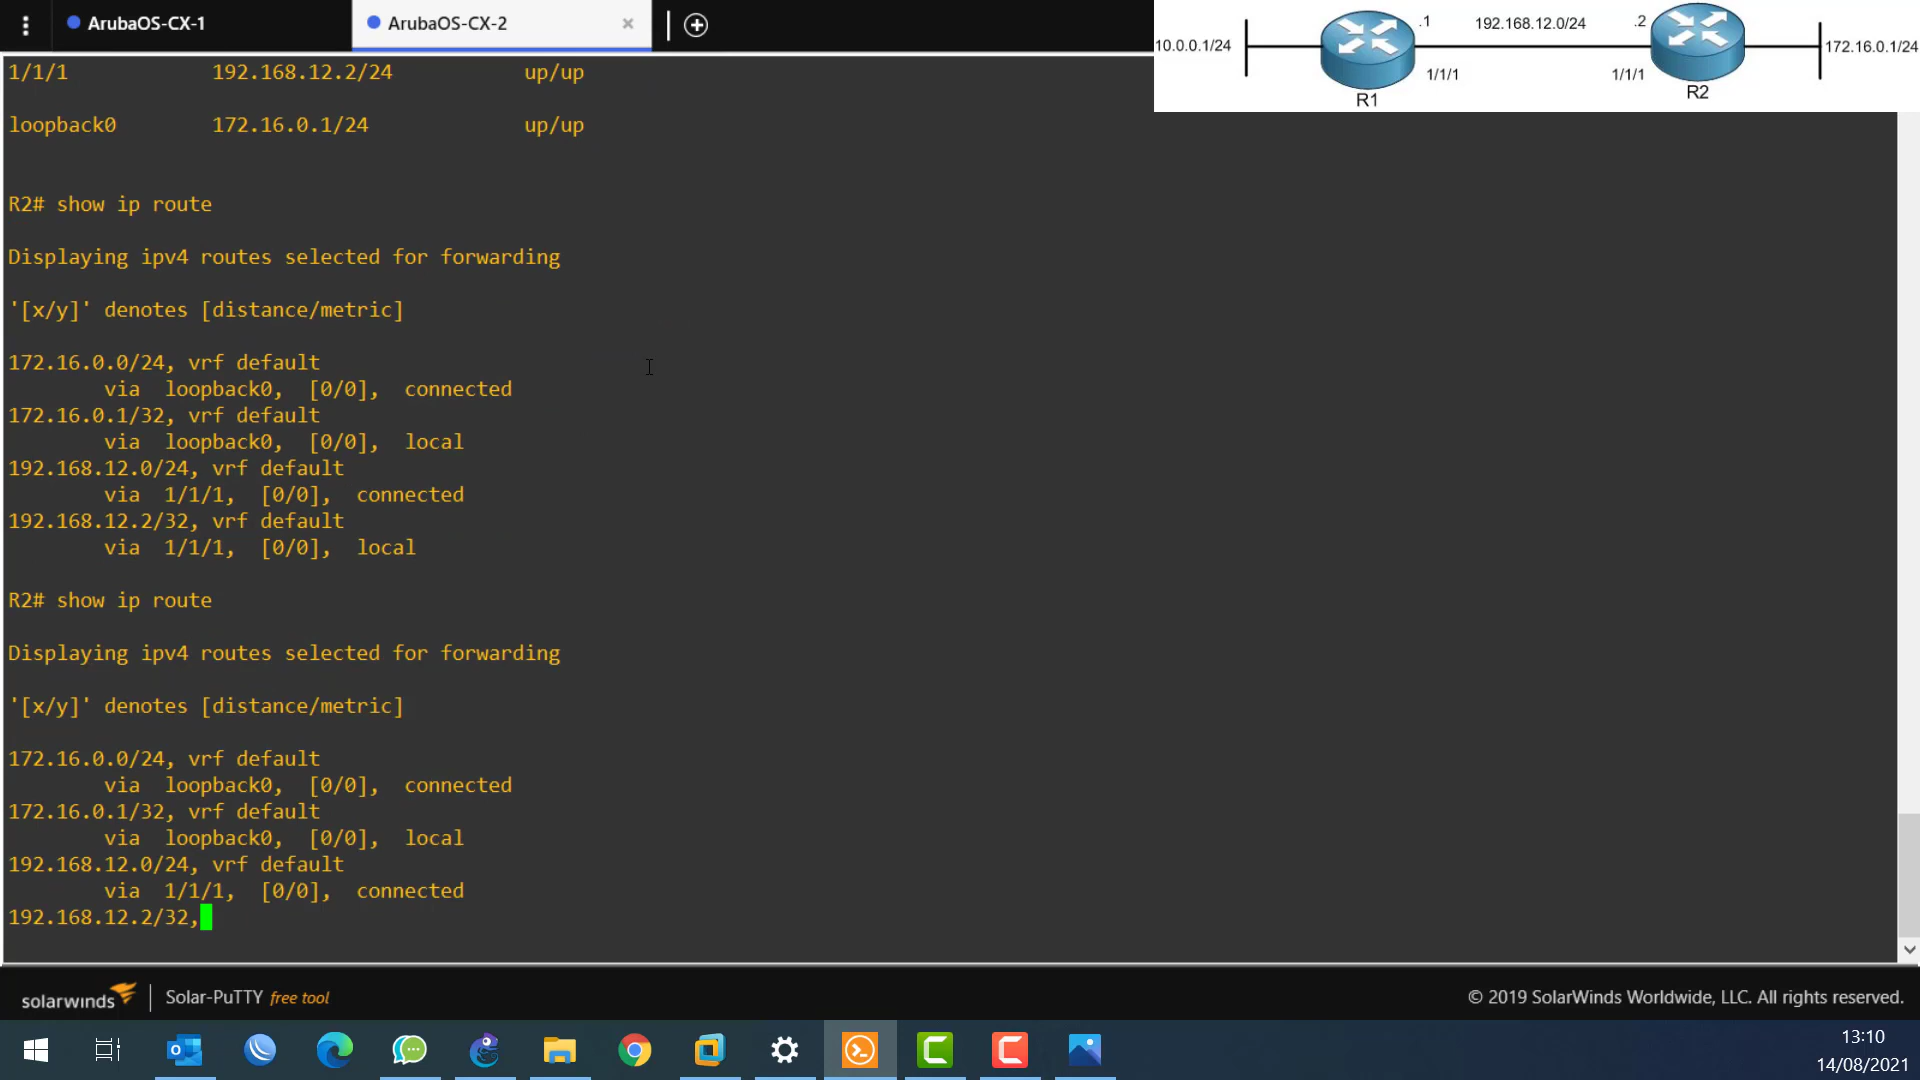 ArubaOS-CX-1
ArubaOS-CX-2 ×
10.0.0.1/24 .1 192.168.12.0/24 .2 172.16.0.1/24
1/1/1 1/1/1
R1 R2
1/1/1 192.168.12.2/24 up/up
loopback0 172.16.0.1/24 up/up
R2# show ip route
Displaying ipv4 routes selected for forwarding
'[x/y]' denotes [distance/metric]
172.16.0.0/24, vrf default
via loopback0, [0/0], connected
172.16.0.1/32, vrf default
via loopback0, [0/0], local
192.168.12.0/24, vrf default
via 1/1/1, [0/0], connected
192.168.12.2/32, vrf default
via 1/1/1, [0/0], local
R2# show ip route
Displaying ipv4 routes selected for forwarding
'[x/y]' denotes [distance/metric]
172.16.0.0/24, vrf default
via loopback0, [0/0], connected
172.16.0.1/32, vrf default
via loopback0, [0/0], local
192.168.12.0/24, vrf default
via 1/1/1, [0/0], connected
192.168.12.2/32,
solarwinds Solar-PuTTY free tool
© 2019 SolarWinds Worldwide, LLC. All rights reserved.
13:10
14/08/2021